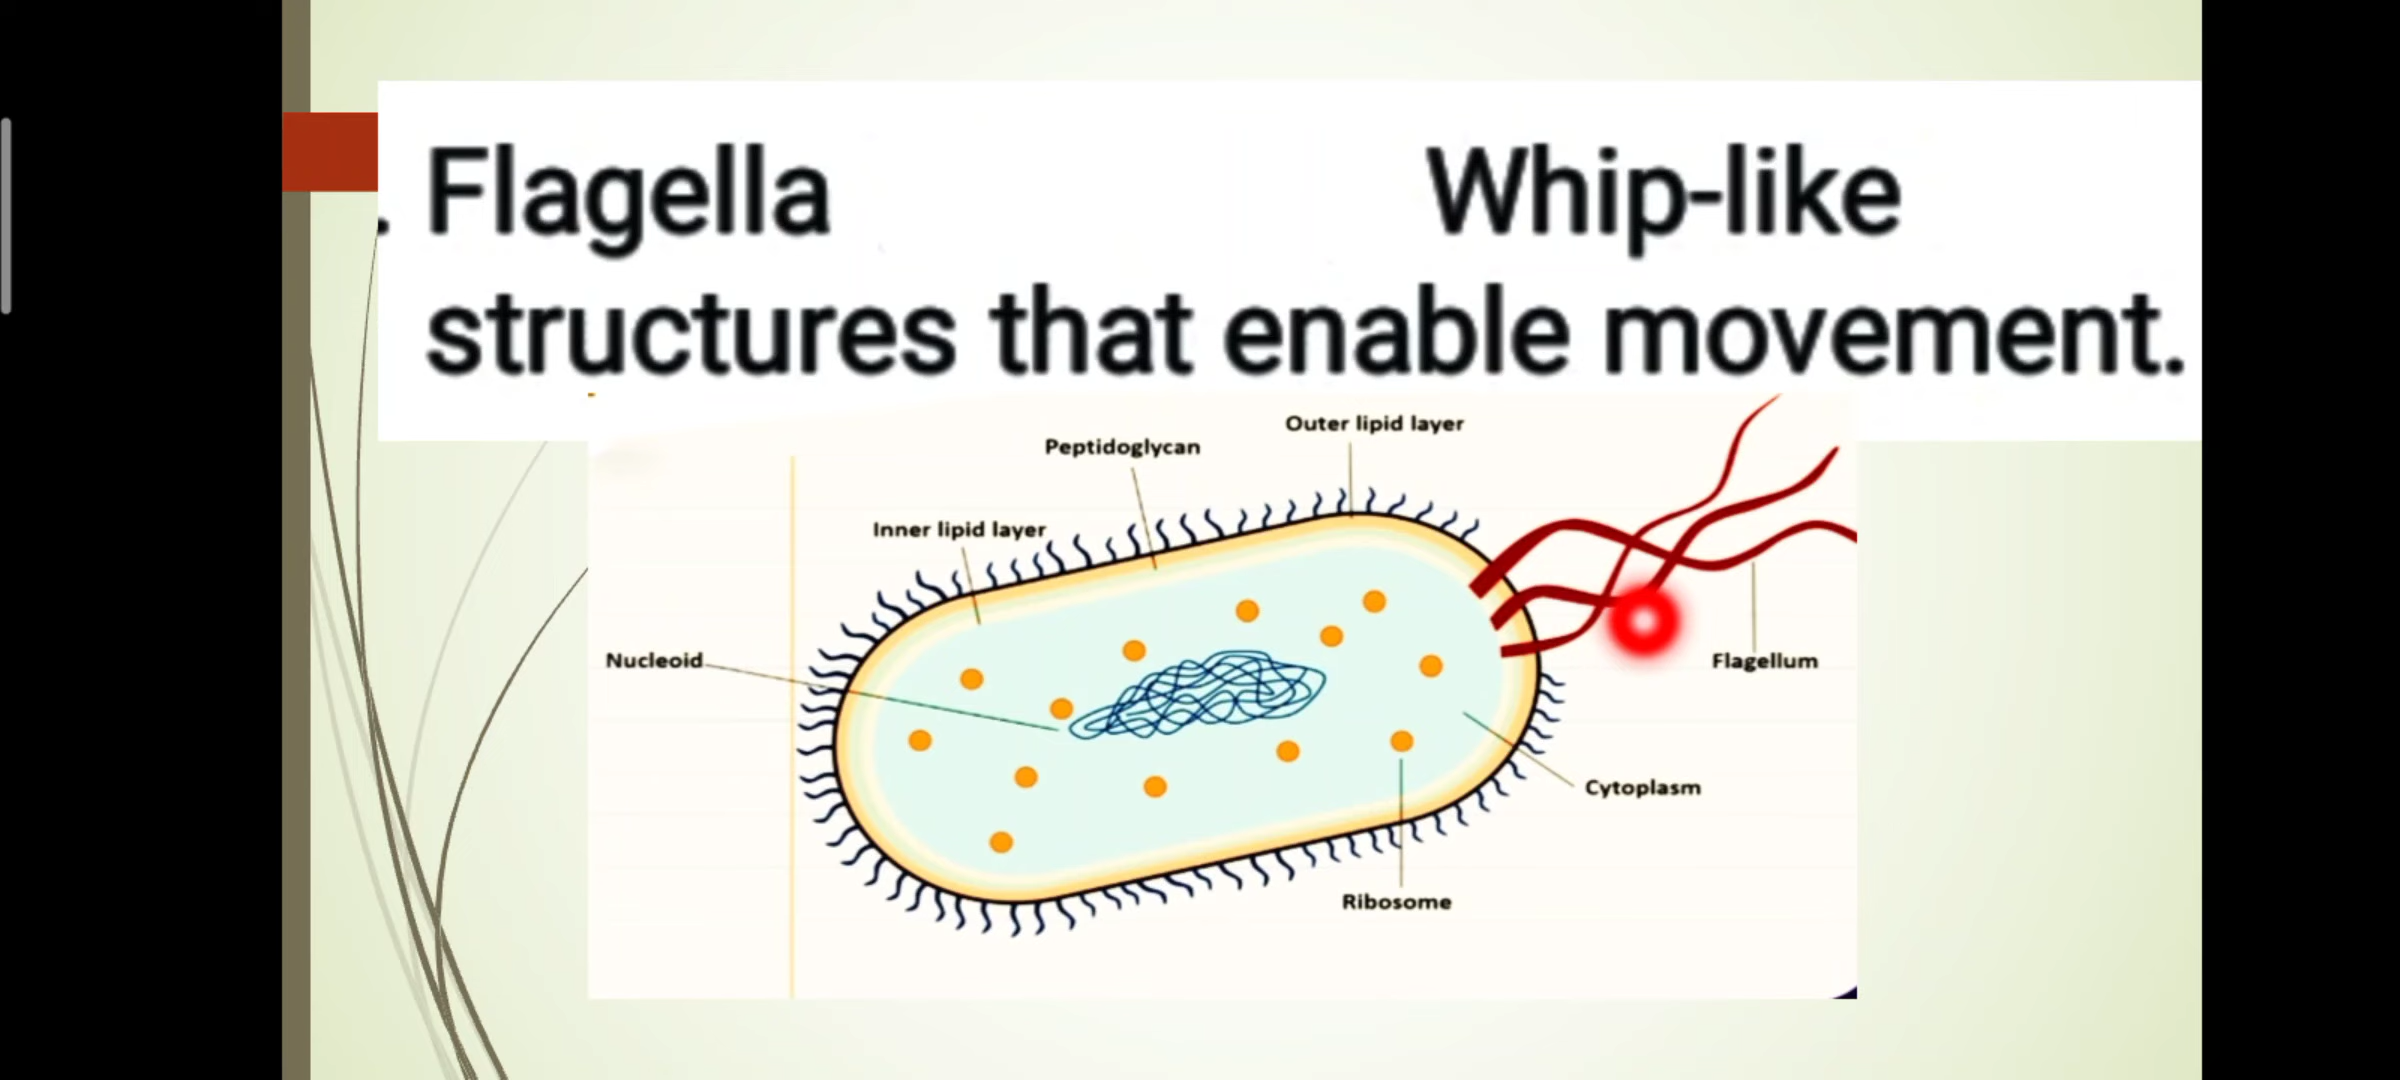 . Flagella Whip-like
structures that enable movement.
Outer lipid layer
Peptidoglycan
Inner lipid layer
Nucleoid
Flagellum
Cytoplasm
Ribosome